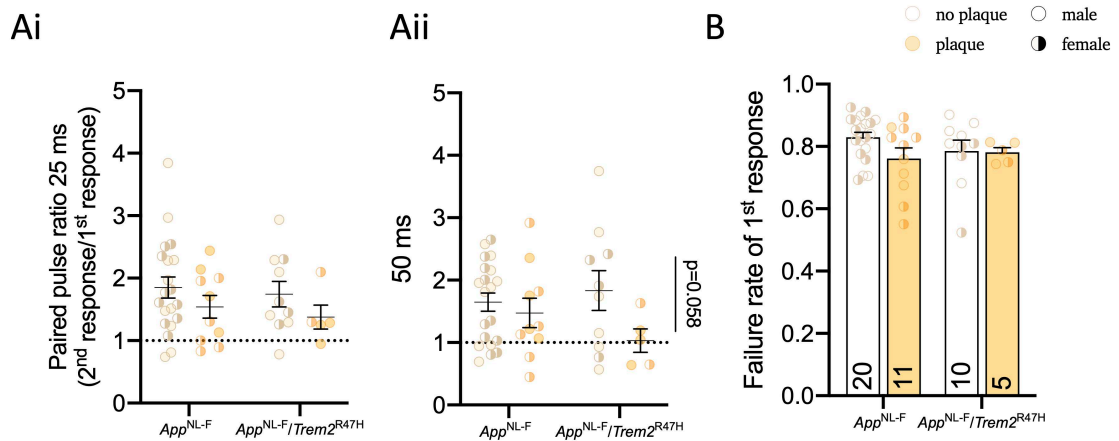 Ai
Aii
B
no plaque
male
plaque
female
Paired pulse ratio 25 ms
(2nd response/1st response)
5
4
3
2
1
0
App^NL-F
App^NL-F/Trem2^R47H
50 ms
5
4
3
2
1
0
p=0.058
App^NL-F
App^NL-F/Trem2^R47H
Failure rate of 1st response
1.0
0.8
0.6
0.4
0.2
0.0
20
11
10
5
App^NL-F
App^NL-F/Trem2^R47H